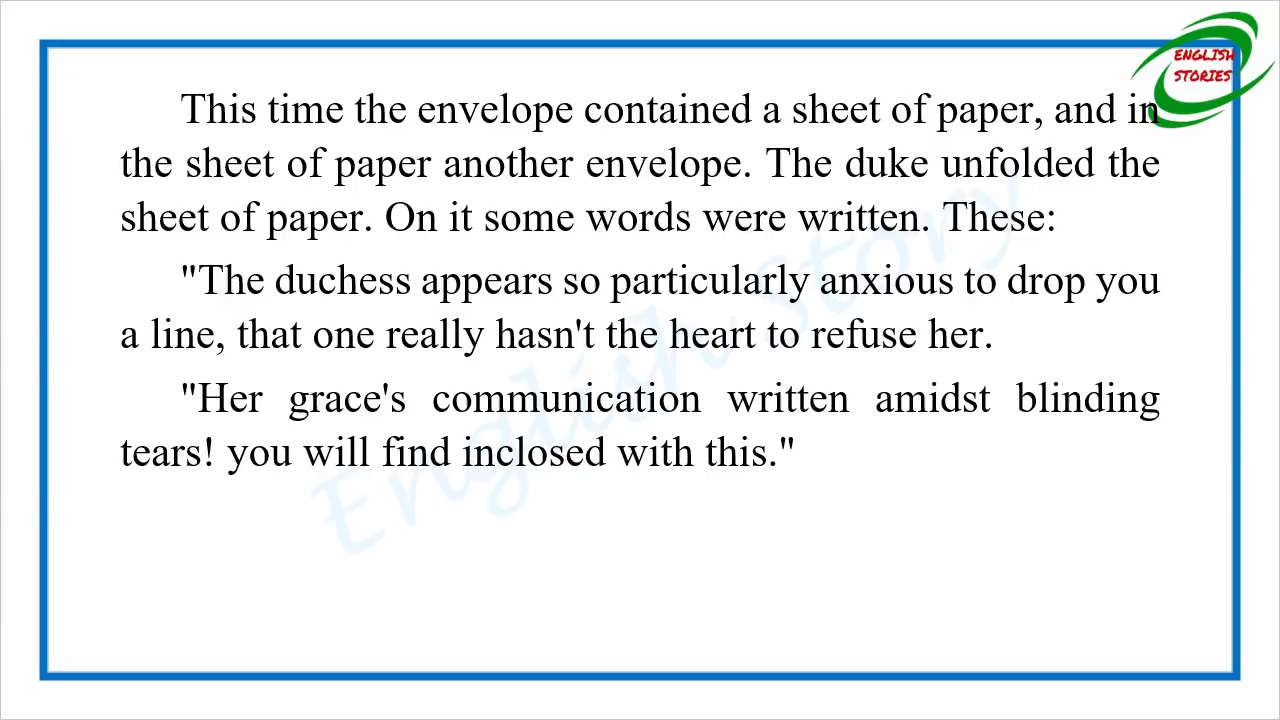 ENGLISH
STORIES
This time the envelope contained a sheet of paper, and in
the sheet of paper another envelope. The duke unfolded the
sheet of paper. On it some words were written. These:
"The duchess appears so particularly anxious to drop you
a line, that one really hasn't the heart to refuse her.
"Her grace's communication written amidst blinding
tears! you will find inclosed with this."
English Story